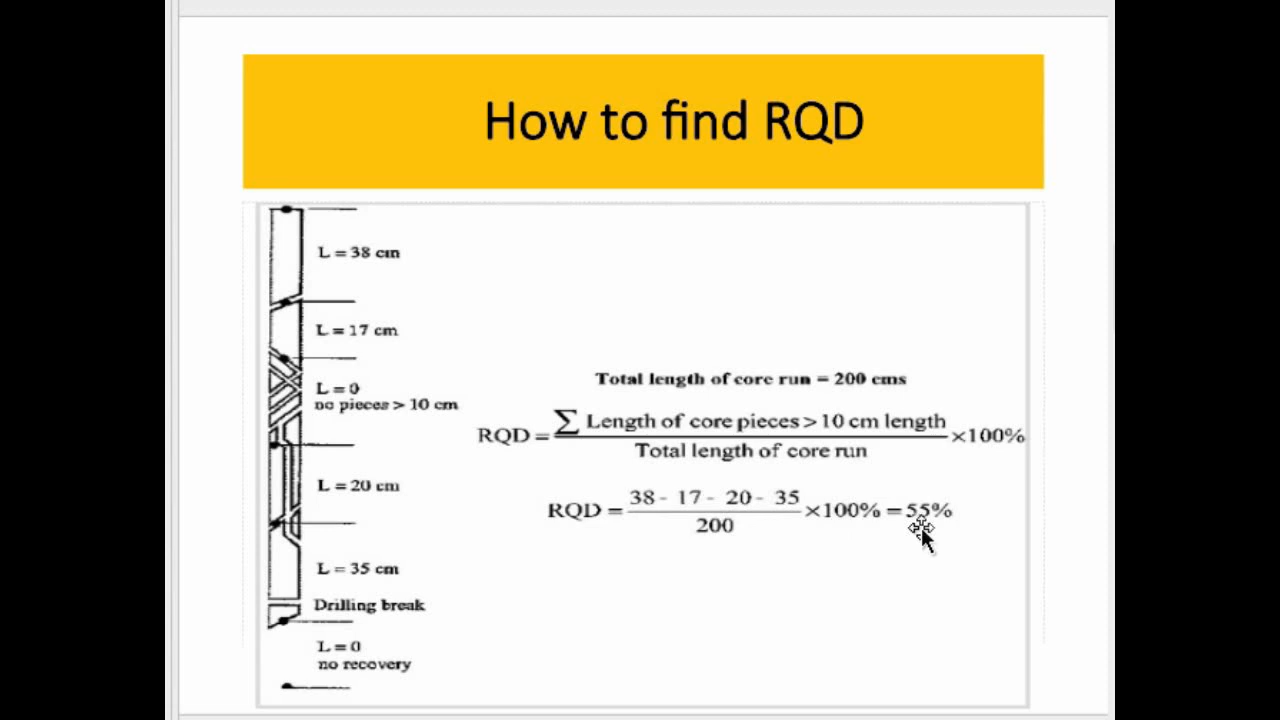 How to find RQD
L = 38 cm
L = 17 cm
L = 0
no pieces > 10 cm
L = 20 cm
L = 35 cm
Drilling break
L = 0
no recovery
Total length of core run = 200 cms
RQD = ∑ Length of core pieces > 10 cm length / Total length of core run ×100%
RQD = 38 - 17 - 20 - 35 / 200 ×100% = 55%